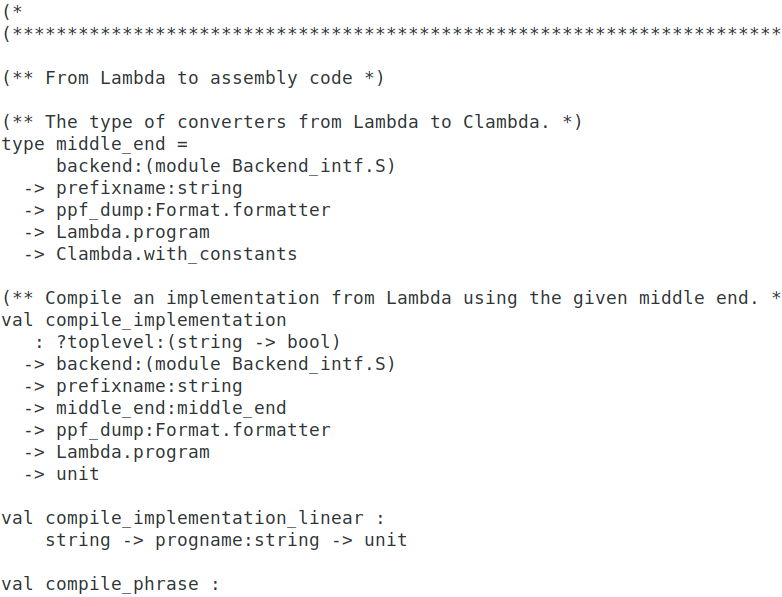 (*
(**********************************************************************
(** From Lambda to assembly code *)
(** The type of converters from Lambda to Clambda. *)
type middle_end =
     backend:(module Backend_intf.S)
  -> prefixname:string
  -> ppf_dump:Format.formatter
  -> Lambda.program
  -> Clambda.with_constants
(** Compile an implementation from Lambda using the given middle end. *
val compile_implementation
   : ?toplevel:(string -> bool)
  -> backend:(module Backend_intf.S)
  -> prefixname:string
  -> middle_end:middle_end
  -> ppf_dump:Format.formatter
  -> Lambda.program
  -> unit
val compile_implementation_linear :
    string -> progname:string -> unit
val compile_phrase :